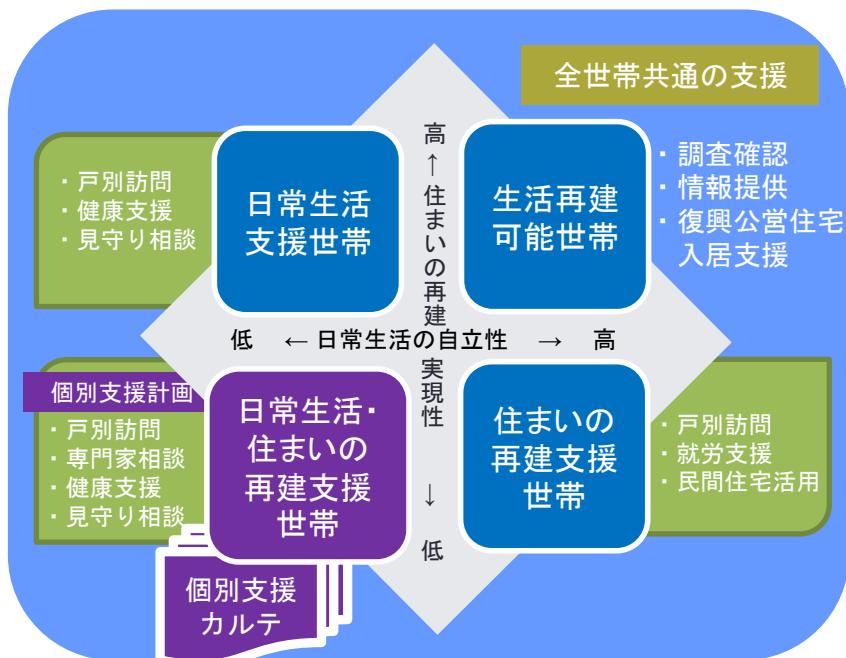 全世帯共通の支援
・戸別訪問
・健康支援
・見守り相談
日常生活
支援世帯
高↑住まいの再建 実現性 ↓ 低
生活再建
可能世帯
・調査確認
・情報提供
・復興公営住宅
入居支援
低 ←日常生活の自立性 → 高
個別支援計画
・戸別訪問
・専門家相談
・健康支援
・見守り相談
日常生活・
住まいの
再建支援
世帯
住まいの
再建支援
世帯
・戸別訪問
・就労支援
・民間住宅活用
個別支援
カルテ